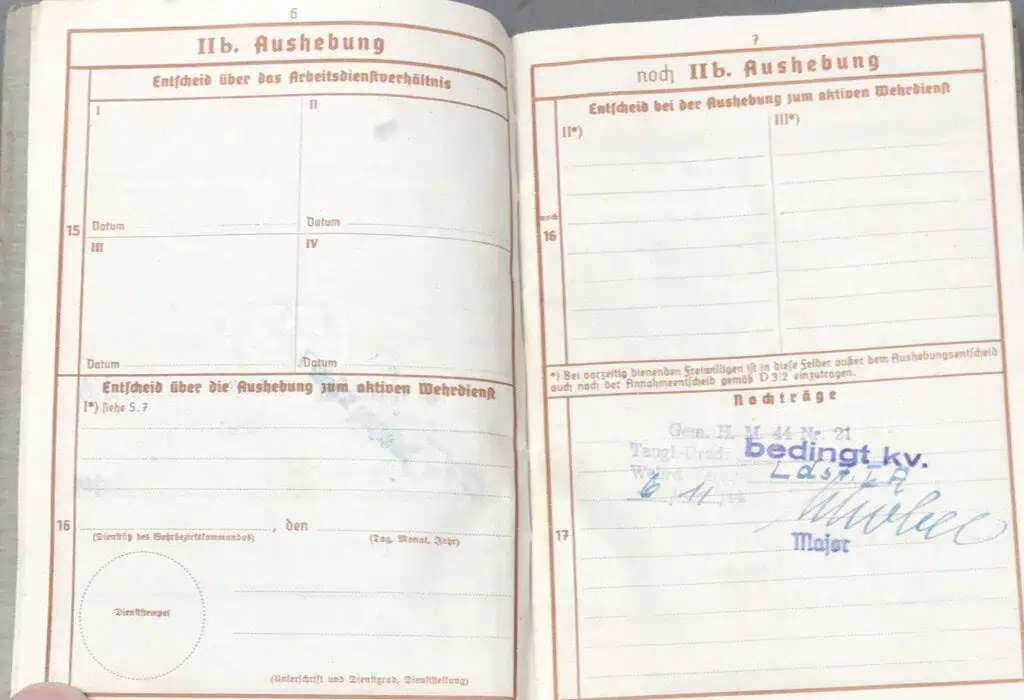 6
IIb. Aushebung
Entscheid über das Arbeitsdienstverhältnis
I
II
15
Datum
Datum
III
IV
Datum
Datum
Entscheid über die Aushebung zum aktiven Wehrdienst
I*) siehe S. 7
16
, den
(Dienstsitz des Wehrbezirkskommandos)
(Tag, Monat, Jahr)
Dienststempel
(Unterschrift und Dienstgrad, Dienststellung)
7
noch IIb. Aushebung
Entscheid bei der Aushebung zum aktiven Wehrdienst
II*)
III*)
noch
16
*) Bei vorzeitig dienenden Freiwilligen ist in diese Felder außer dem Aushebungsentscheid
auch noch der Annahmeentscheid gemäß D 3/2 einzutragen.
Nachträge
Gem. H. M. 44 Nr. 21
Taugl.-Grad: bedingt kv.
6/11
17
Major